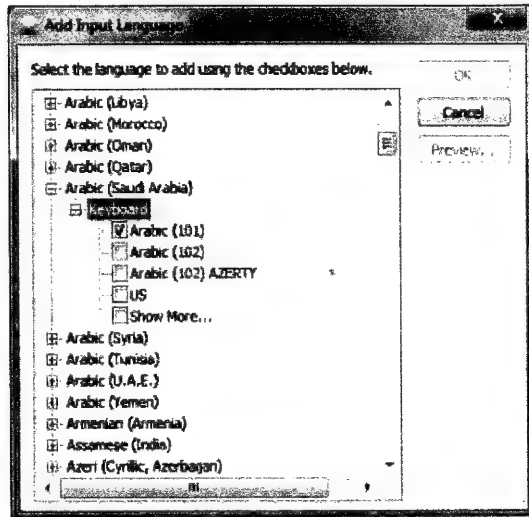 Add Input Language
X
Select the language to add using the checkboxes below.
OK
Cancel
Preview...
Arabic (Libya)
Arabic (Morocco)
Arabic (Oman)
Arabic (Qatar)
Arabic (Saudi Arabia)
Keyboard
Arabic (101)
Arabic (102)
Arabic (102) AZERTY
US
Show More...
Arabic (Syria)
Arabic (Tunisia)
Arabic (U.A.E.)
Arabic (Yemen)
Armenian (Armenia)
Assamese (India)
Azeri (Cyrillic, Azerbaijan)